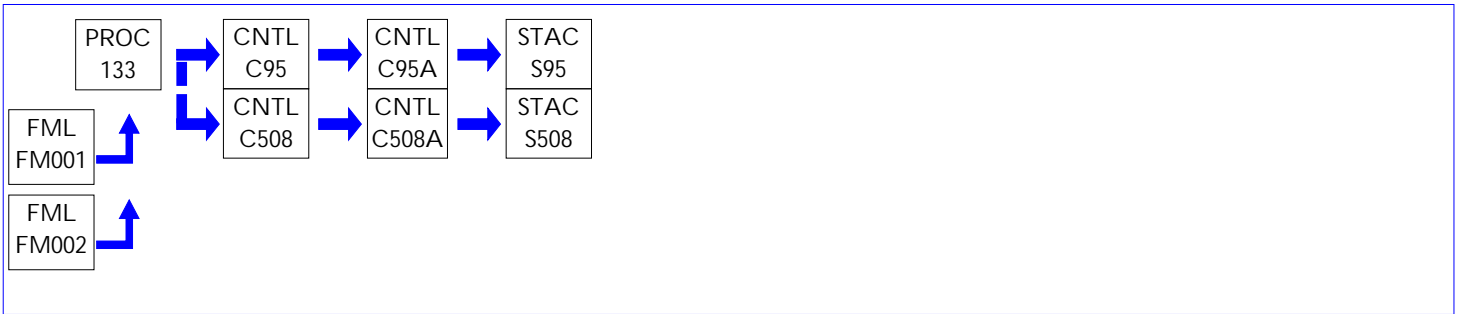 PROC
133
CNTL
C95
CNTL
C95A
STAC
S95
CNTL
C508
CNTL
C508A
STAC
S508
FML
FM001
FML
FM002